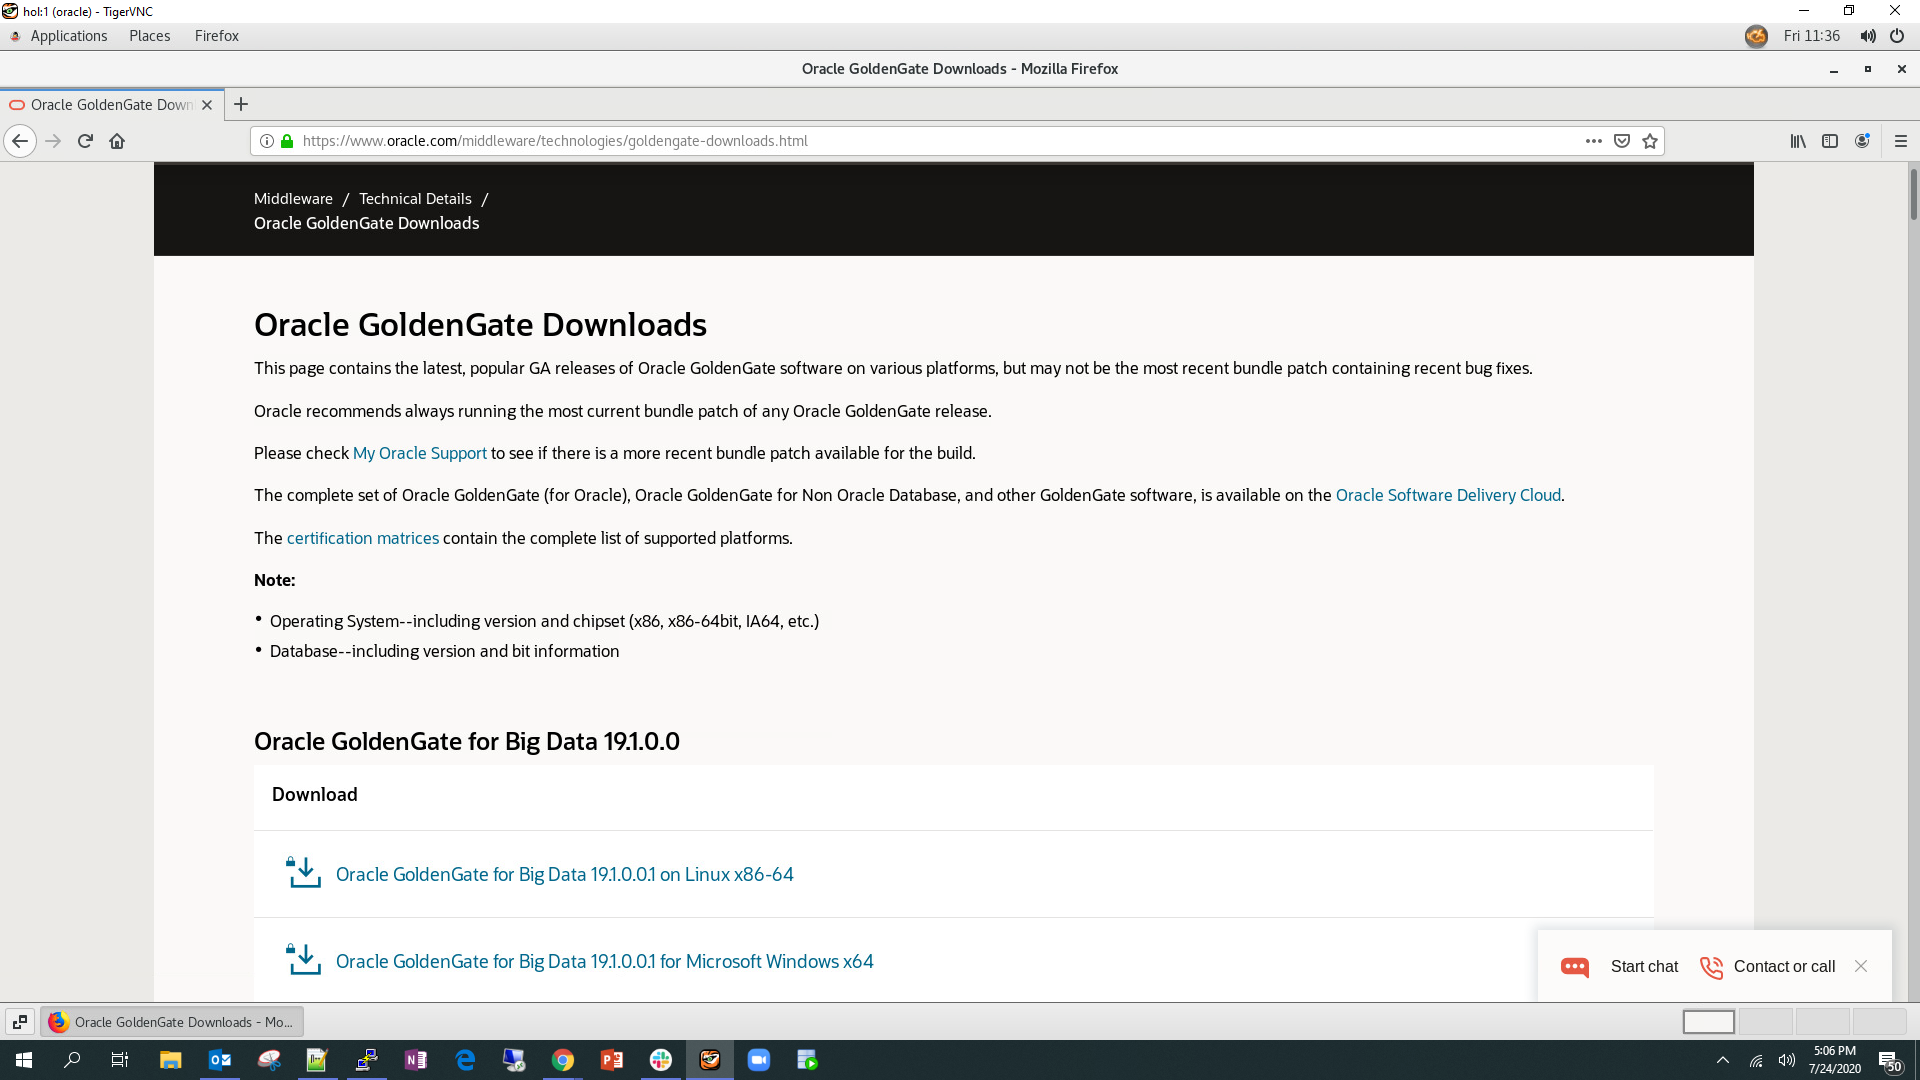 hol:1 (oracle) - TigerVNC
Applications Places Firefox Fri 11:36
Oracle GoldenGate Downloads - Mozilla Firefox
Oracle GoldenGate Down
https://www.oracle.com/middleware/technologies/goldengate-downloads.html
Middleware / Technical Details /
Oracle GoldenGate Downloads
Oracle GoldenGate Downloads
This page contains the latest, popular GA releases of Oracle GoldenGate software on various platforms, but may not be the most recent bundle patch containing recent bug fixes.
Oracle recommends always running the most current bundle patch of any Oracle GoldenGate release.
Please check My Oracle Support to see if there is a more recent bundle patch available for the build.
The complete set of Oracle GoldenGate (for Oracle), Oracle GoldenGate for Non Oracle Database, and other GoldenGate software, is available on the Oracle Software Delivery Cloud.
The certification matrices contain the complete list of supported platforms.
Note:
• Operating System--including version and chipset (x86, x86-64bit, IA64, etc.)
• Database--including version and bit information
Oracle GoldenGate for Big Data 19.1.0.0
Download
Oracle GoldenGate for Big Data 19.1.0.0.1 on Linux x86-64
Oracle GoldenGate for Big Data 19.1.0.0.1 for Microsoft Windows x64
Start chat Contact or call
Oracle GoldenGate Downloads - Mo...
5:06 PM
7/24/2020
50